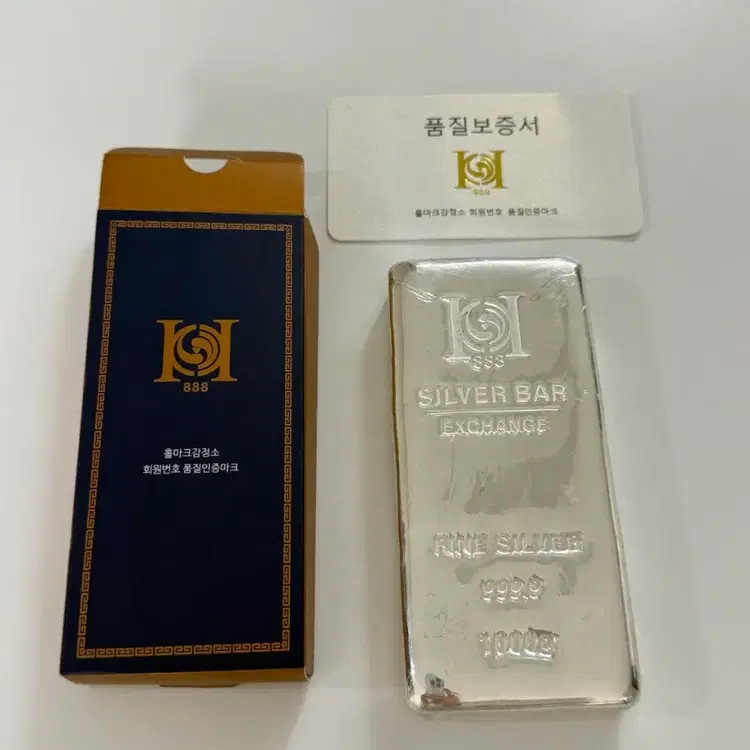 품질보증서
H
888
홀마크감정소 회원번호 품질인증마크
H
888
홀마크감정소
회원번호 품질인증마크
H
888
SILVER BAR
EXCHANGE
FINE SILVER
999.9
1000g